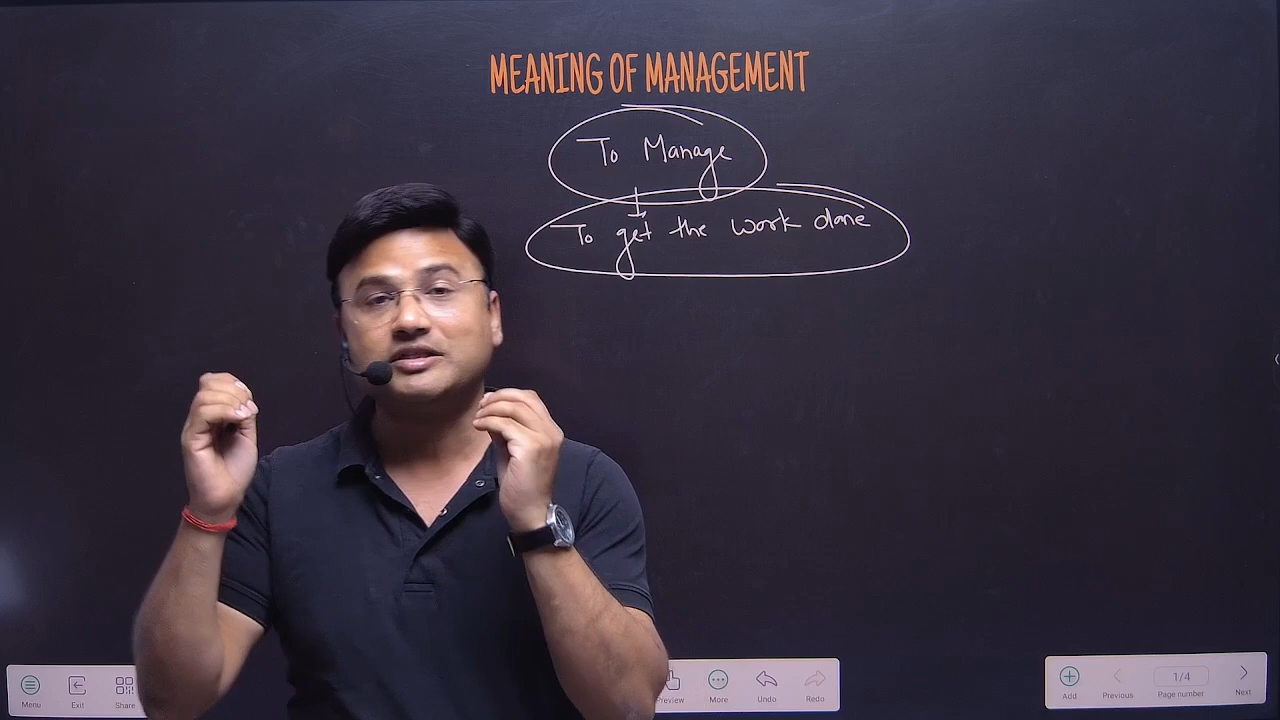 MEANING OF MANAGEMENT
To Manage
To get the work done
Menu
Exit
Share
Preview
More
Undo
Redo
Add
Previous
1/4
Page number
Next